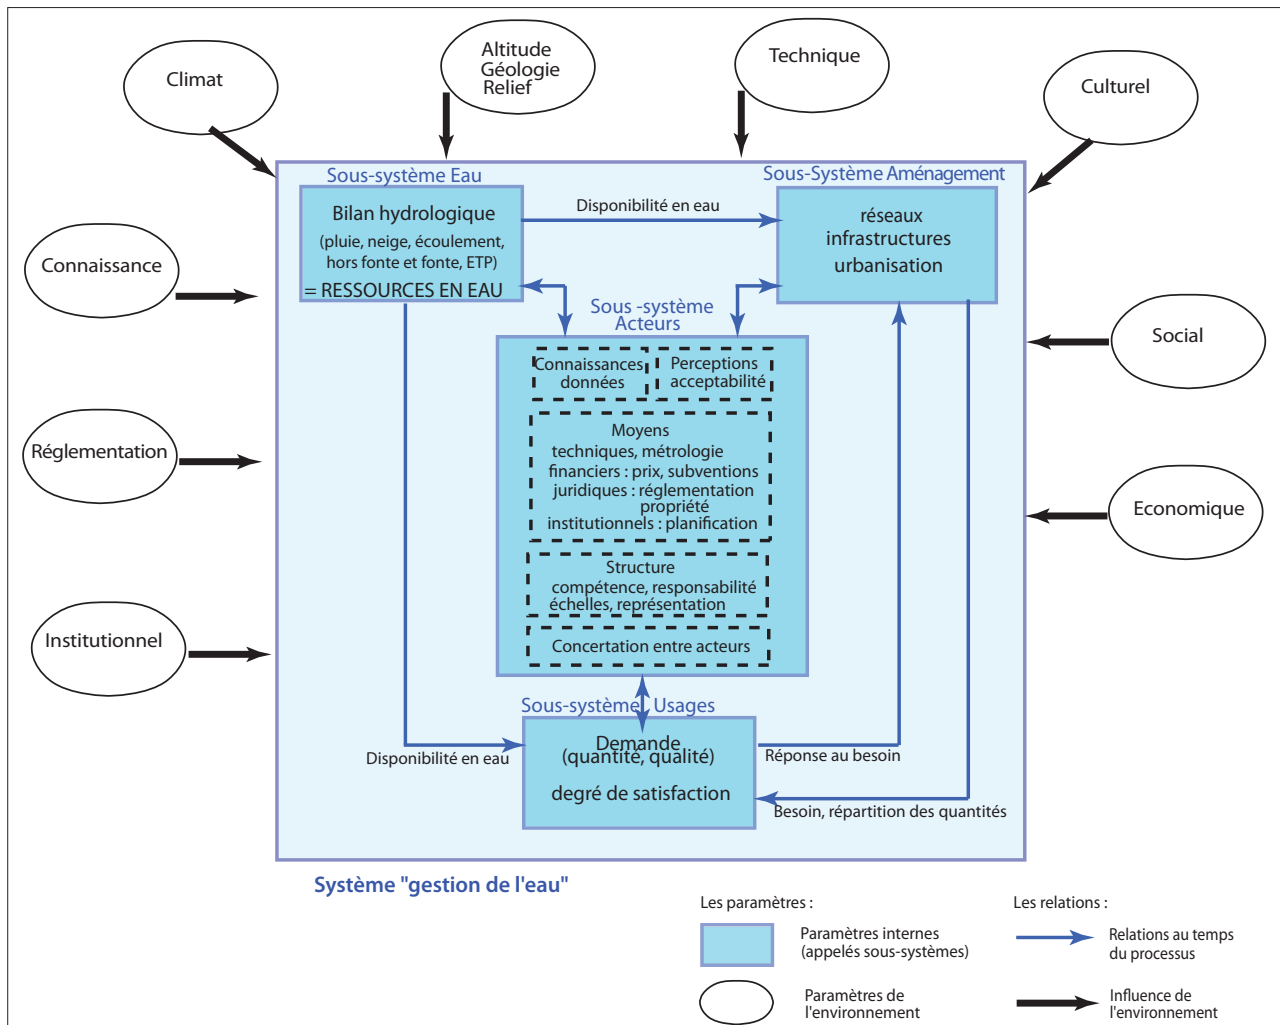 Climat
Altitude
Géologie
Relief
Technique
Culturel
Connaissance
Réglementation
Institutionnel
Social
Economique
Sous-système Eau
Bilan hydrologique
(pluie, neige, écoulement,
hors fonte et fonte, ETP)
= RESSOURCES EN EAU
Disponibilité en eau
Sous-Système Aménagement
réseaux
infrastructures
urbanisation
Sous -système
Acteurs
Connaissances
données
Perceptions
acceptabilité
Moyens
techniques, métrologie
financiers : prix, subventions
juridiques : réglementation
propriété
institutionnels : planification
Structure
compétence, responsabilité
échelles, représentation
Concertation entre acteurs
Sous-système Usages
Demande
(quantité, qualité)
degré de satisfaction
Disponibilité en eau
Réponse au besoin
Besoin, répartition des quantités
Système "gestion de l'eau"
Les paramètres :
Paramètres internes
(appelés sous-systèmes)
Paramètres de
l'environnement
Les relations :
Relations au temps
du processus
Influence de
l'environnement